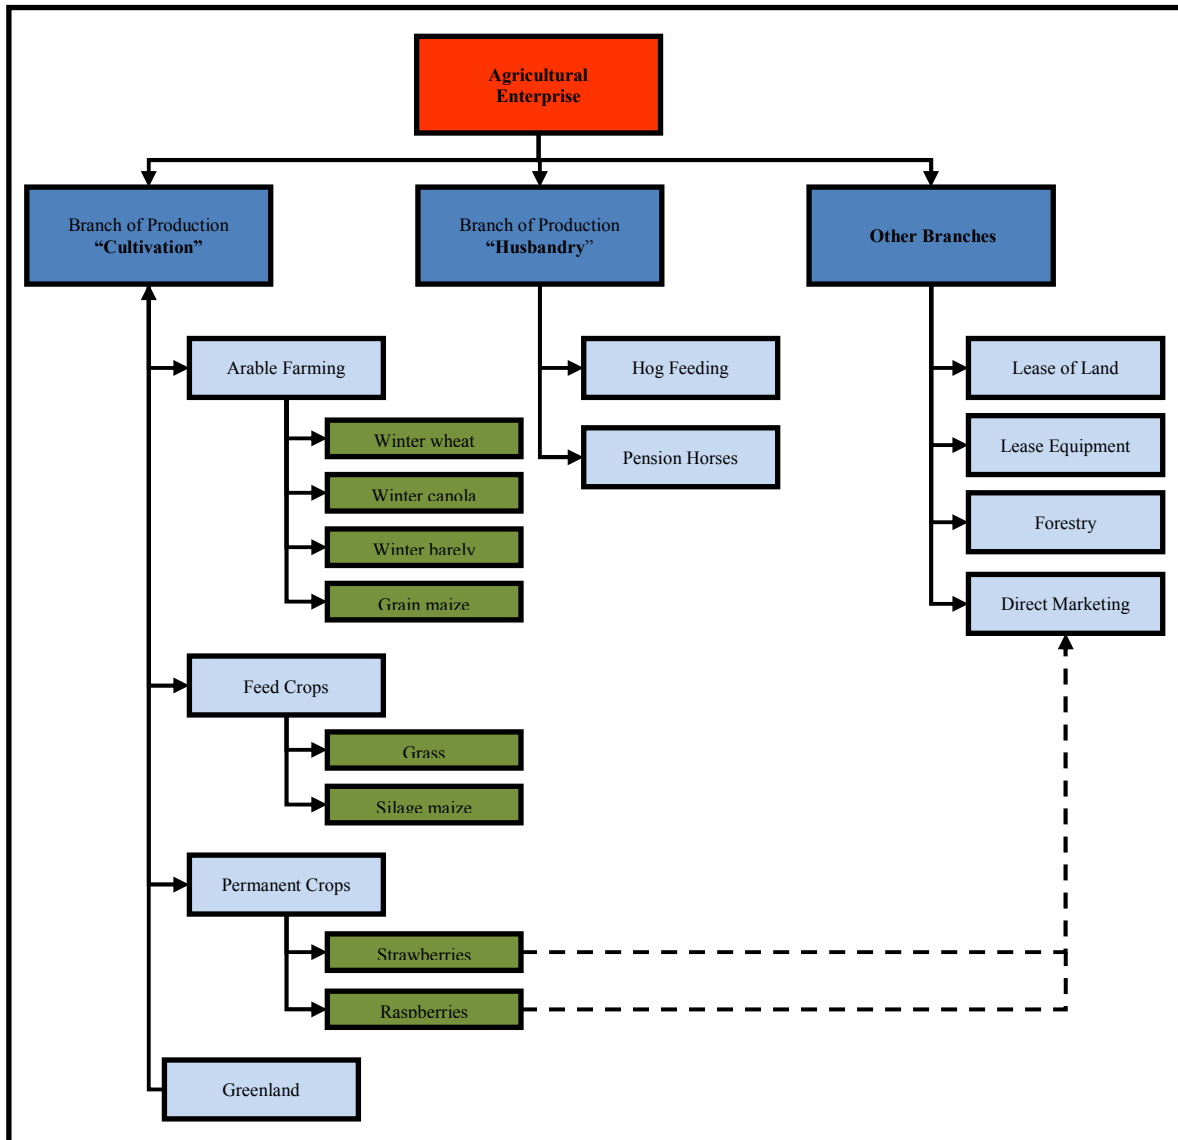 Agricultural
Enterprise
Branch of Production
“Cultivation”
Branch of Production
“Husbandry”
Other Branches
Arable Farming
Winter wheat
Winter canola
Winter barely
Grain maize
Feed Crops
Grass
Silage maize
Permanent Crops
Strawberries
Raspberries
Greenland
Hog Feeding
Pension Horses
Lease of Land
Lease Equipment
Forestry
Direct Marketing